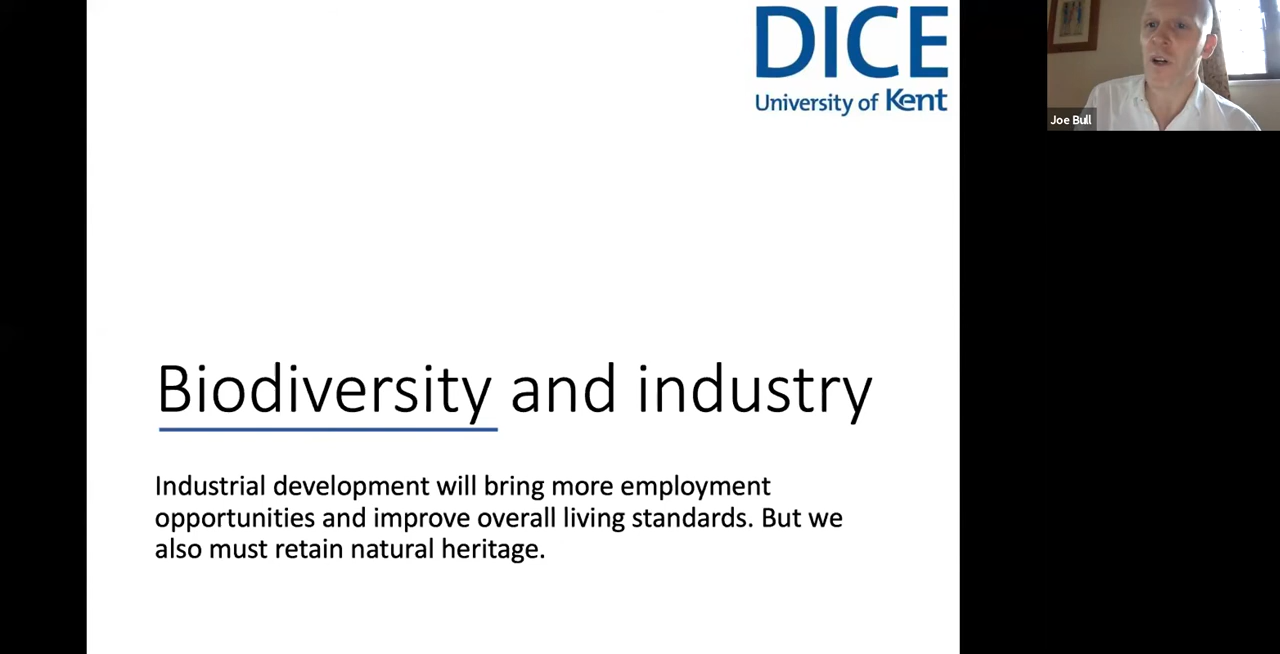 DICE
University of Kent
Joe Bull
Biodiversity and industry
Industrial development will bring more employment
opportunities and improve overall living standards. But we
also must retain natural heritage.